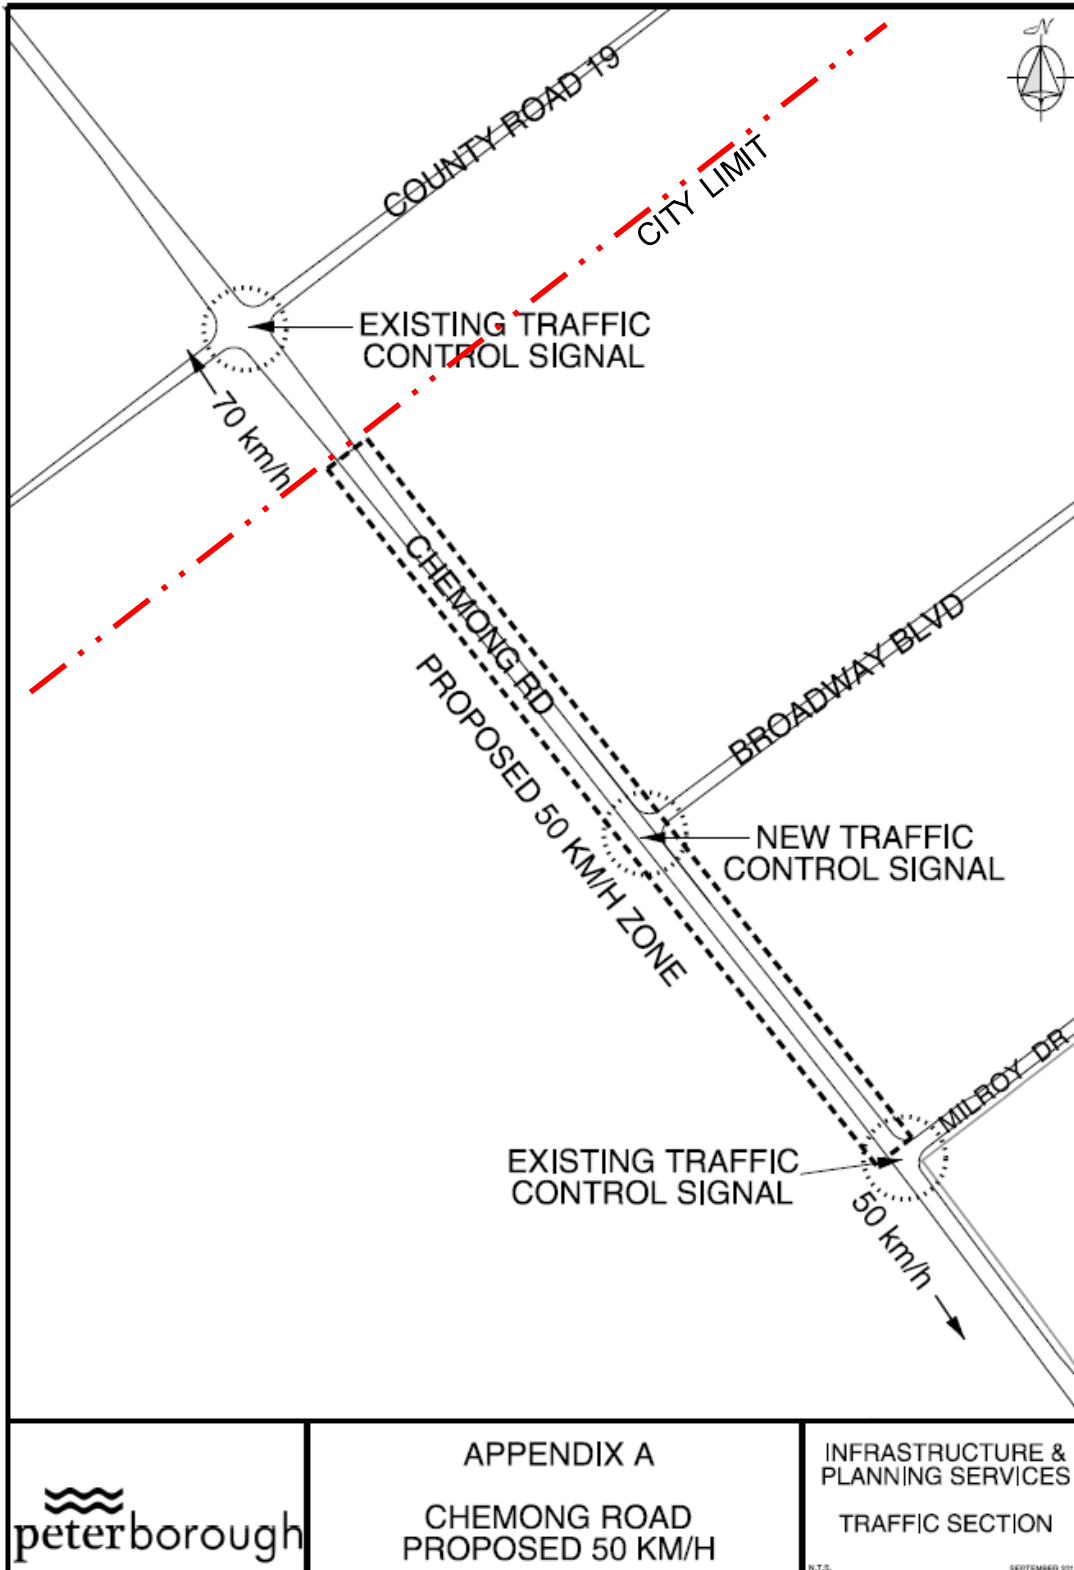 N
COUNTY ROAD 19
CITY LIMIT
EXISTING TRAFFIC
CONTROL SIGNAL
70 km/h
CHEMONG RD
PROPOSED 50 KM/H ZONE
BROADWAY BLVD
NEW TRAFFIC
CONTROL SIGNAL
MILROY DR
EXISTING TRAFFIC
CONTROL SIGNAL
50 km/h
peterborough
APPENDIX A
CHEMONG ROAD
PROPOSED 50 KM/H
INFRASTRUCTURE &
PLANNING SERVICES
TRAFFIC SECTION
N.T.S.
SEPTEMBER